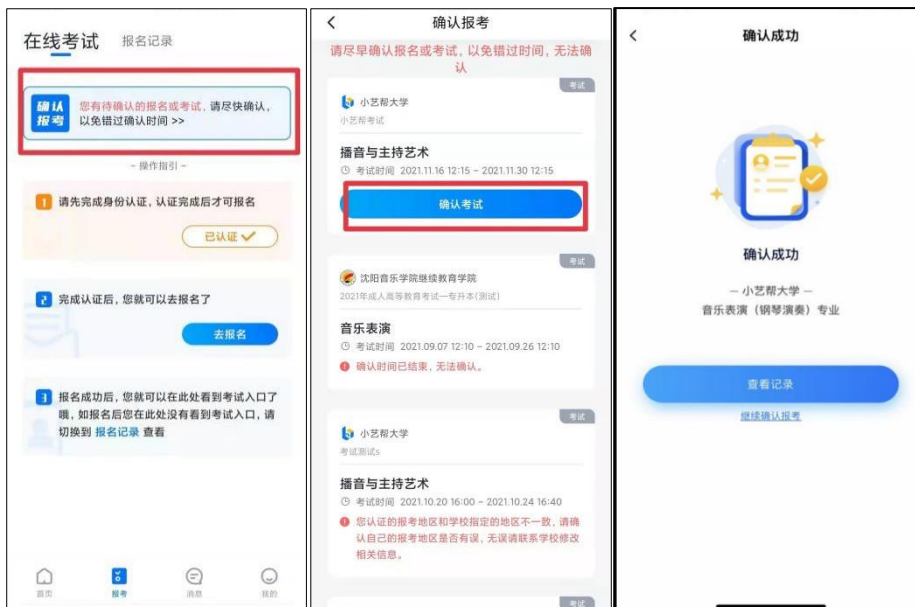 在线考试 报名记录
确认
报考
您有待确认的报名或考试, 请尽快确认,
以免错过确认时间 >>
- 操作指引 -
1 请先完成身份认证, 认证完成后才可报名
已认证
2 完成认证后, 您就可以去报名了
去报名
3 报名成功后, 您就可以在此处看到考试入口了
哦, 如报名后您在此处没有看到考试入口, 请
切换到 报名记录 查看
首页 报考 消息 我的
确认报考
请尽早确认报名或考试, 以免错过时间, 无法确
认
考试
小艺帮大学
小艺帮考试
播音与主持艺术
考试时间 2021.11.16 12:15 - 2021.11.30 12:15
确认考试
考试
沈阳音乐学院继续教育学院
2021年成人高等教育考试—专升本(测试)
音乐表演
考试时间 2021.09.07 12:10 - 2021.09.26 12:10
确认时间已结束, 无法确认。
考试
小艺帮大学
考试测试s
播音与主持艺术
考试时间 2021.10.20 16:00 - 2021.10.24 16:40
您认证的报考地区和学校指定的地区不一致, 请确
认自己的报考地区是否有误, 无误请联系学校修改
相关信息。
考试
确认成功
确认成功
— 小艺帮大学 —
音乐表演（钢琴演奏）专业
查看记录
继续确认报考